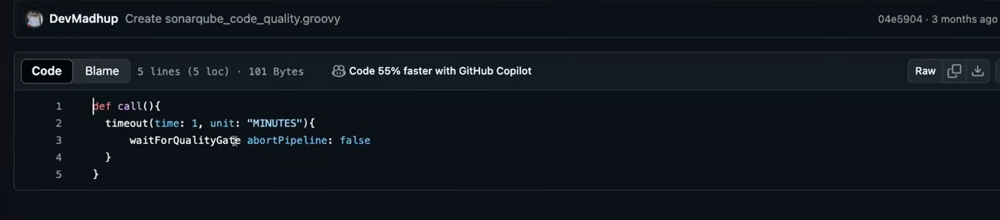 DevMadhup Create sonarqube_code_quality.groovy 04e5904 · 3 months ago
Code Blame 5 lines (5 loc) · 101 Bytes Code 55% faster with GitHub Copilot Raw
1 def call(){
2 timeout(time: 1, unit: "MINUTES"){
3 waitForQualityGate abortPipeline: false
4 }
5 }